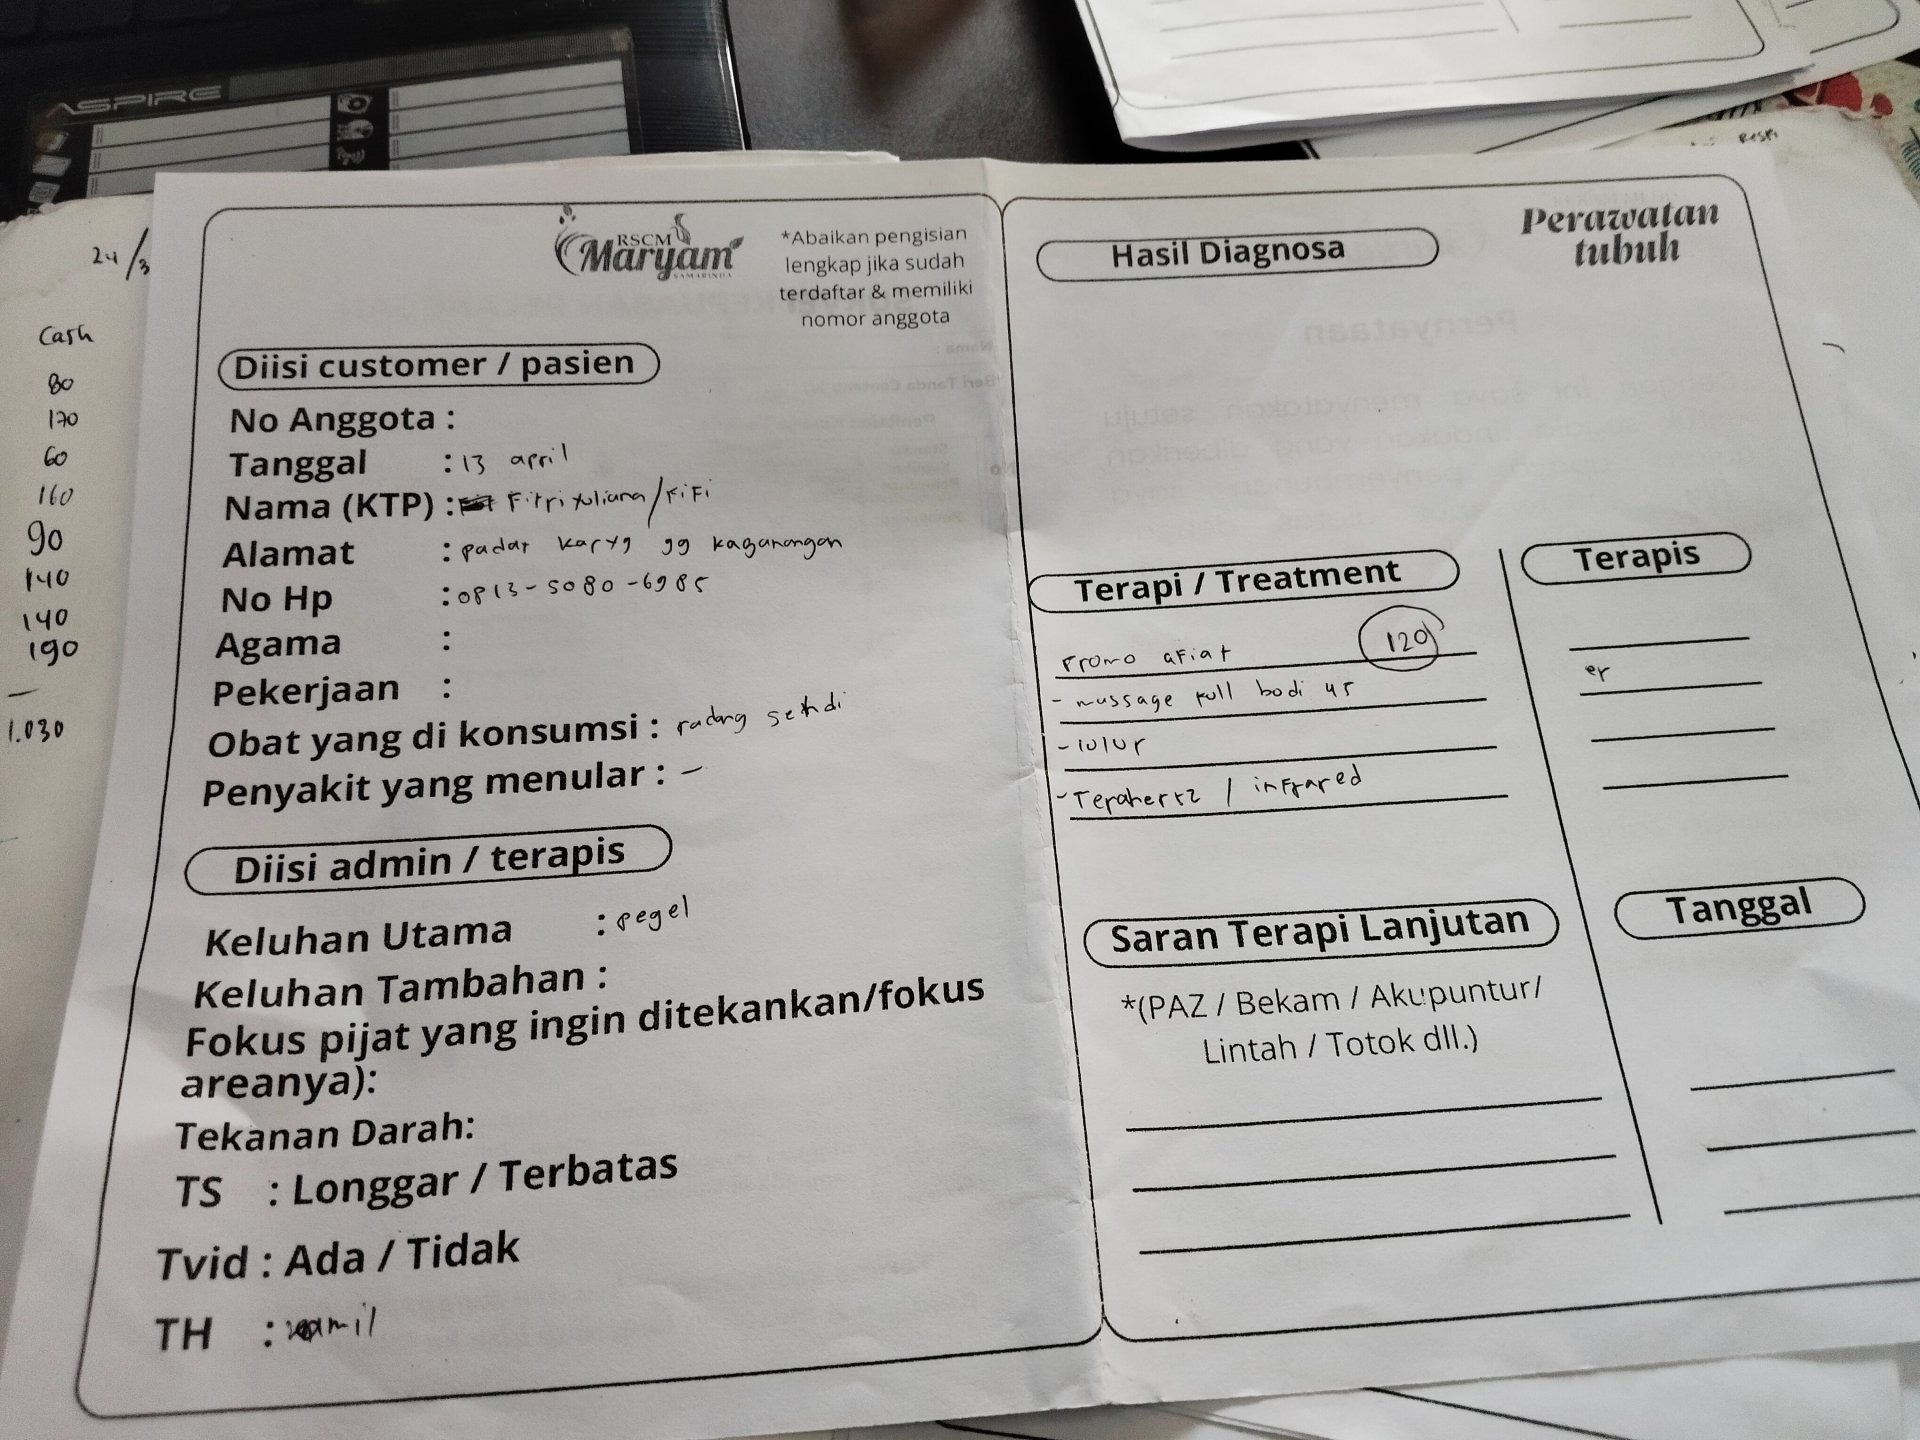 ASPIRE
24/3
Cash
80
170
60
160
90
140
140
190
1.030
RSCM
Maryam
SAMARINDA
*Abaikan pengisian
lengkap jika sudah
terdaftar & memiliki
nomor anggota
Diisi customer / pasien
No Anggota :
Tanggal : 13 april
Nama (KTP) : Fitri Yuliana/FiFi
Alamat : padat karya gg kaganangan
No Hp : 0813-5080-6985
Agama :
Pekerjaan :
Obat yang di konsumsi : radang sendi
Penyakit yang menular : -
Diisi admin / terapis
Keluhan Utama : pegel
Keluhan Tambahan :
Fokus pijat yang ingin ditekankan/fokus
areanya):
Tekanan Darah:
TS : Longgar / Terbatas
Tvid : Ada / Tidak
TH :
Hasil Diagnosa
Perawatan
tubuh
Terapi / Treatment
Promo afiat 120
- massage full bodi 45
- lulur
- Terahertz / infrared
Terapis
er
Saran Terapi Lanjutan
*(PAZ / Bekam / Akupuntur/
Lintah / Totok dll.)
Tanggal